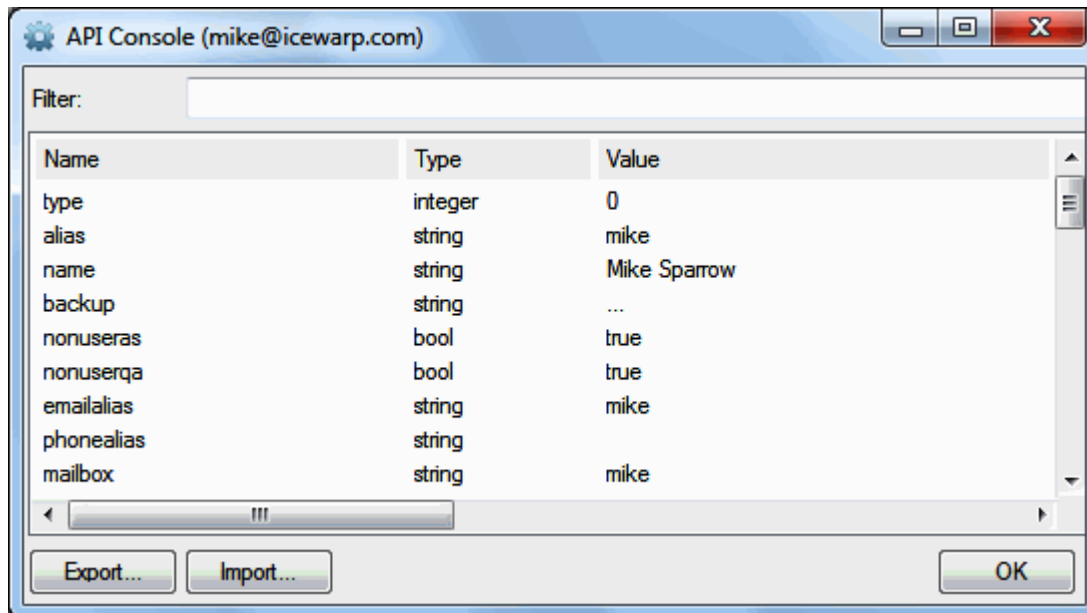 API Console (mike@icewarp.com)
Filter:
Name Type Value
type integer 0
alias string mike
name string Mike Sparrow
backup string ...
nonuseras bool true
nonuserqa bool true
emailalias string mike
phonealias string
mailbox string mike
Export... Import... OK